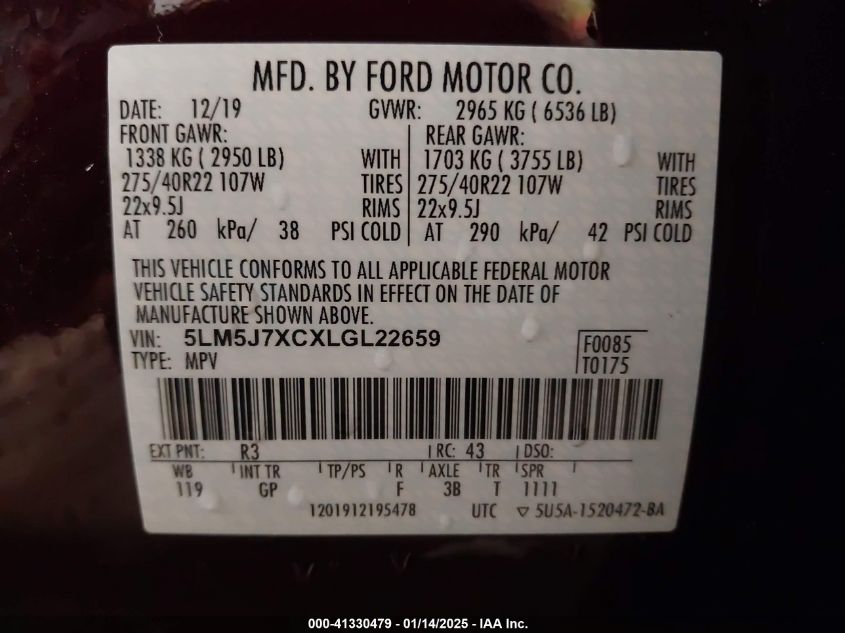 MFD. BY FORD MOTOR CO.
DATE: 12/19 GVWR: 2965 KG ( 6536 LB)
FRONT GAWR: REAR GAWR:
1338 KG ( 2950 LB) WITH 1703 KG ( 3755 LB) WITH
275/40R22 107W TIRES 275/40R22 107W TIRES
22x9.5J RIMS 22x9.5J RIMS
AT 260 kPa/ 38 PSI COLD AT 290 kPa/ 42 PSI COLD
THIS VEHICLE CONFORMS TO ALL APPLICABLE FEDERAL MOTOR
VEHICLE SAFETY STANDARDS IN EFFECT ON THE DATE OF
MANUFACTURE SHOWN ABOVE.
VIN: 5LM5J7XCXLGL22659 F0085
TYPE: MPV T0175
EXT PNT: R3 RC: 43 DSO:
WB INT TR TP/PS R AXLE TR SPR
119 GP F 3B T 1111
1201912195478 UTC ▽ 5U5A-1520472-BA
000-41330479 - 01/14/2025 - IAA Inc.